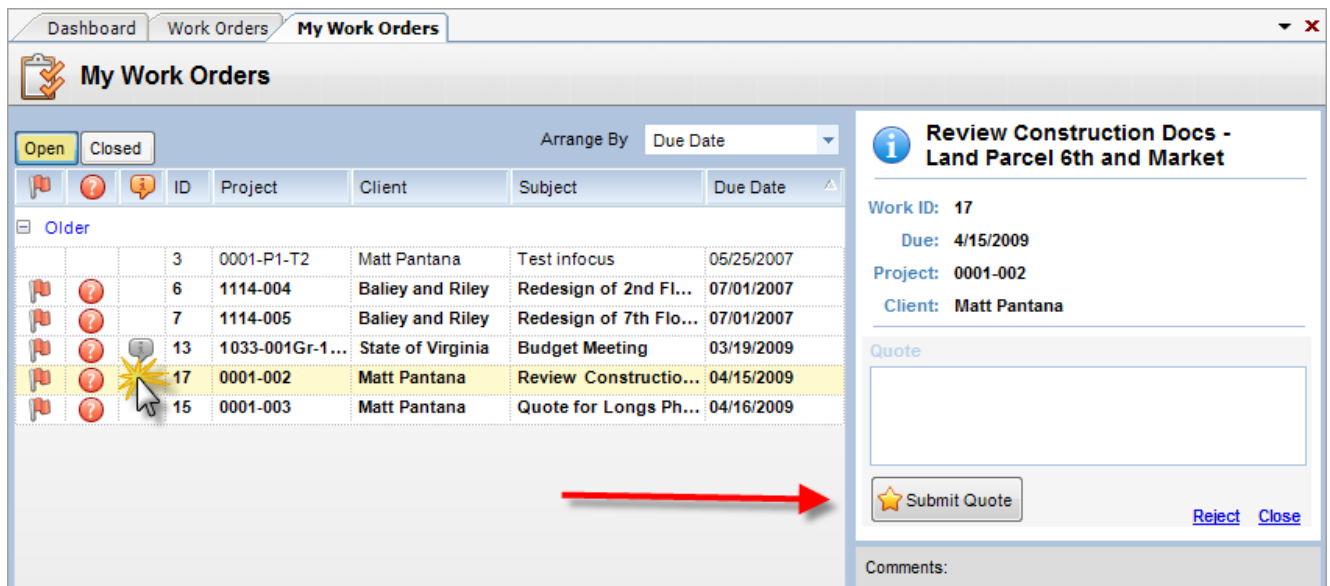 Dashboard Work Orders My Work Orders
My Work Orders
Open Closed Arrange By Due Date
ID Project Client Subject Due Date
Older
3 0001-P1-T2 Matt Pantana Test infocus 05/25/2007
6 1114-004 Baliey and Riley Redesign of 2nd Fl... 07/01/2007
7 1114-005 Baliey and Riley Redesign of 7th Flo... 07/01/2007
13 1033-001Gr-1... State of Virginia Budget Meeting 03/19/2009
17 0001-002 Matt Pantana Review Constructio... 04/15/2009
15 0001-003 Matt Pantana Quote for Longs Ph... 04/16/2009
Review Construction Docs -
Land Parcel 6th and Market
Work ID: 17
Due: 4/15/2009
Project: 0001-002
Client: Matt Pantana
Quote
Submit Quote
Reject Close
Comments: